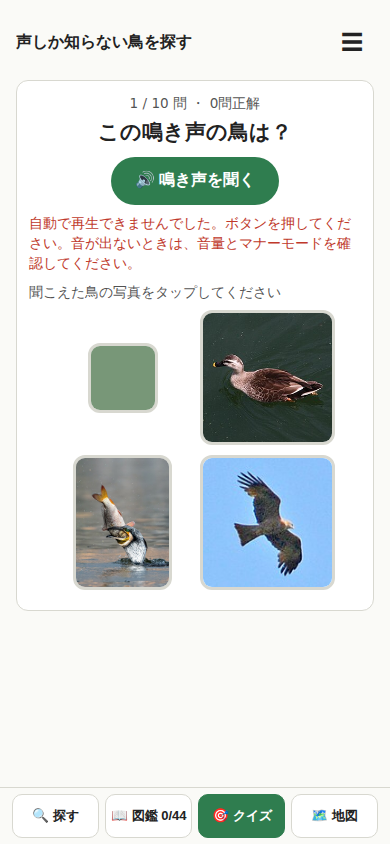 声しか知らない鳥を探す
☰
1 / 10 問 ・ 0問正解
この鳴き声の鳥は？
🔊 鳴き声を聞く
自動で再生できませんでした。ボタンを押してくだ
さい。音が出ないときは、音量とマナーモードを確
認してください。
聞こえた鳥の写真をタップしてください
🔍 探す
📖 図鑑 0/44
🎯 クイズ
🗺️ 地図